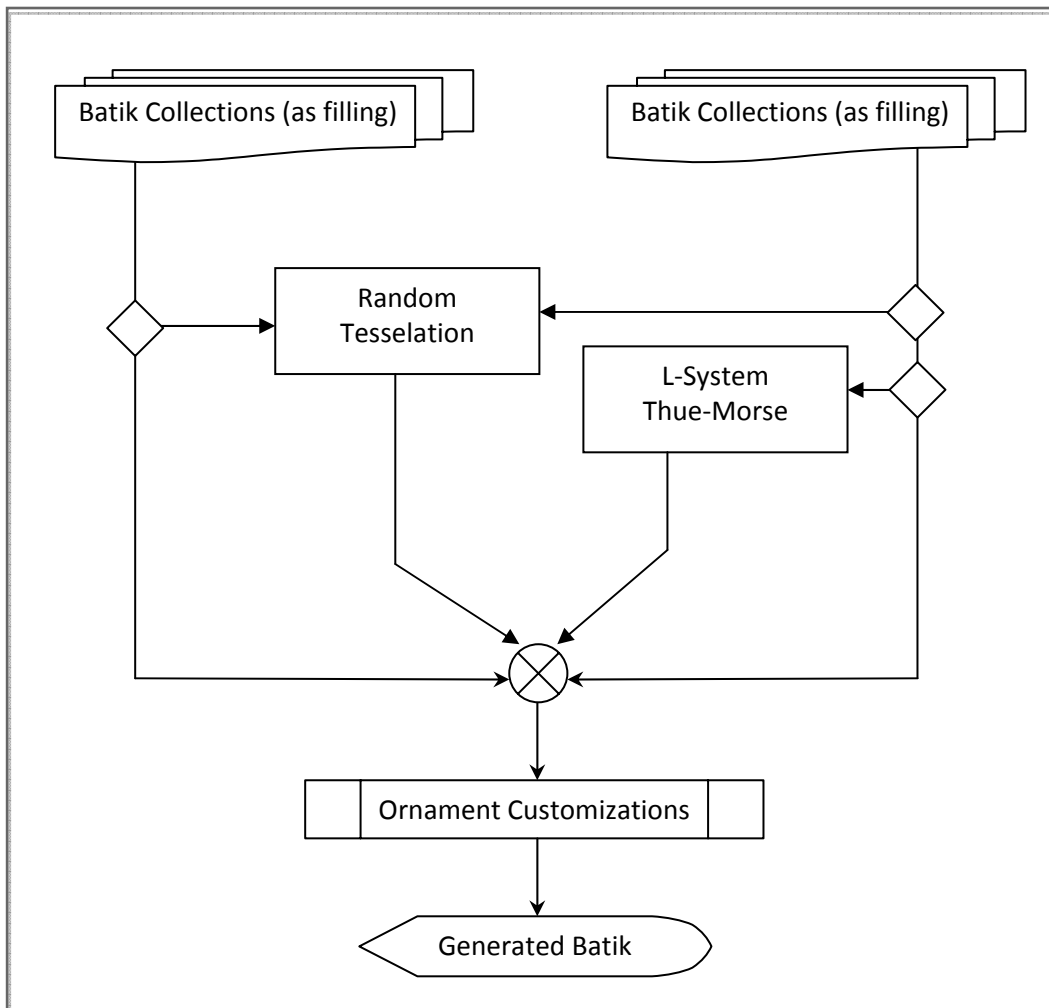 Batik Collections (as filling)
Batik Collections (as filling)
Random
Tesselation
L-System
Thue-Morse
Ornament Customizations
Generated Batik